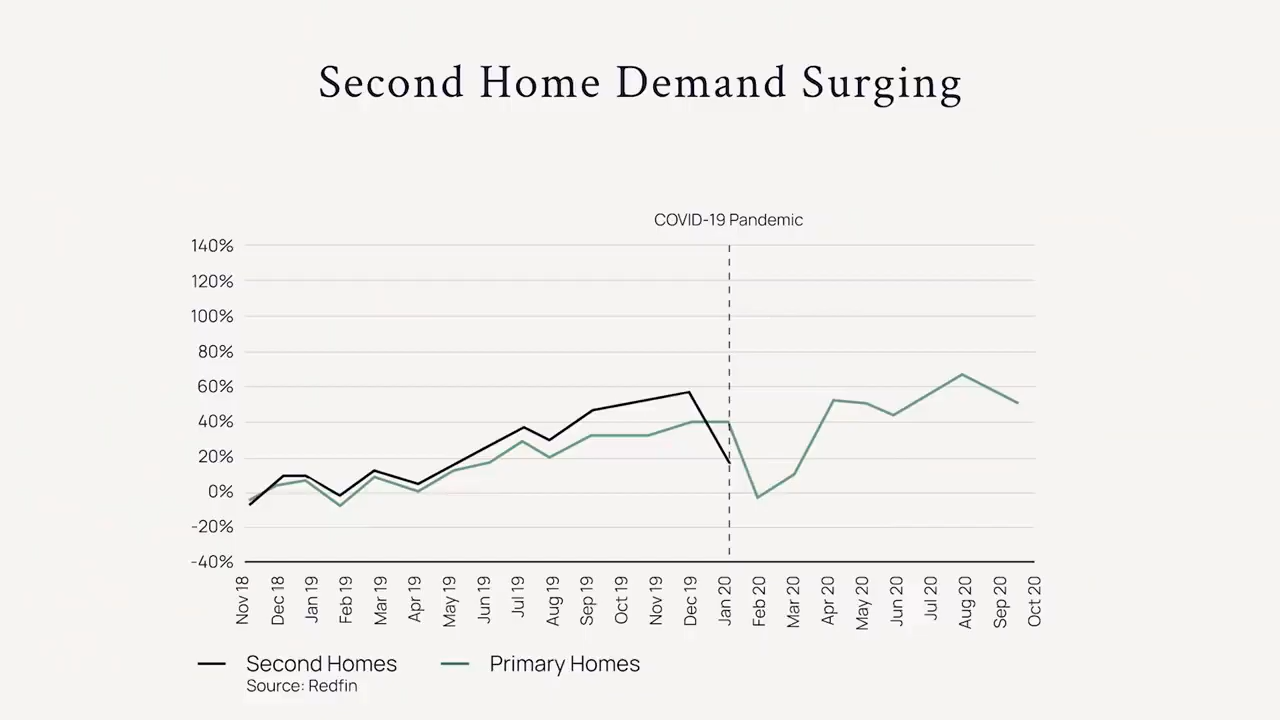 Second Home Demand Surging
COVID-19 Pandemic
140%
120%
100%
80%
60%
40%
20%
0%
-20%
-40%
Nov 18
Dec 18
Jan 19
Feb 19
Mar 19
Apr 19
May 19
Jun 19
Jul 19
Aug 19
Sep 19
Oct 19
Nov 19
Dec 19
Jan 20
Feb 20
Mar 20
Apr 20
May 20
Jun 20
Jul 20
Aug 20
Sep 20
Oct 20
Second Homes Primary Homes
Source: Redfin